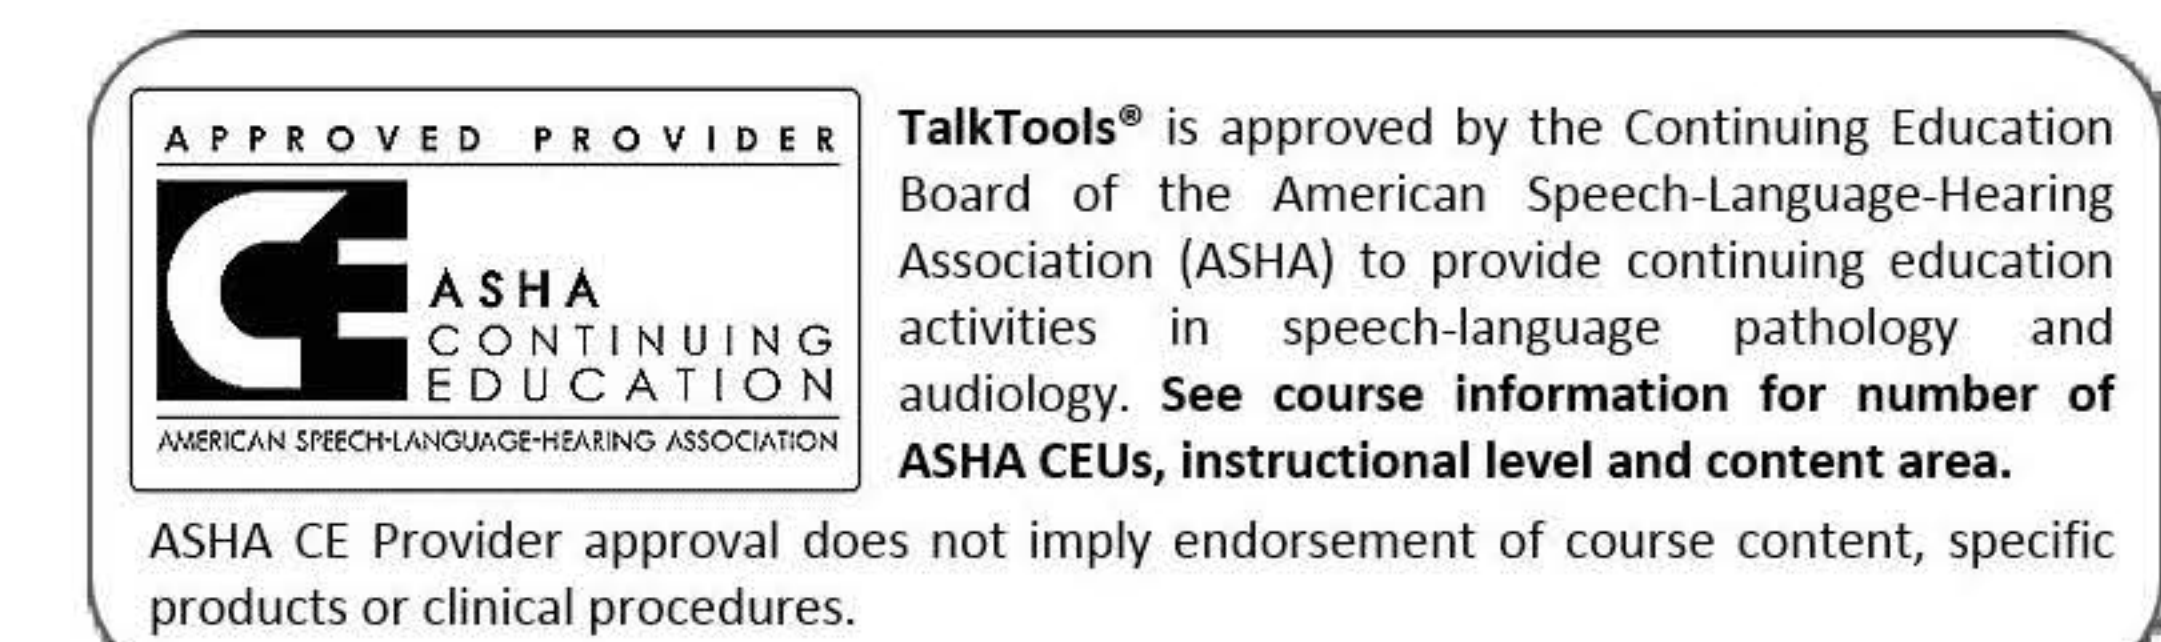 APPROVED PROVIDER
CE
ASHA
CONTINUING
EDUCATION
AMERICAN SPEECH-LANGUAGE-HEARING ASSOCIATION
TalkTools® is approved by the Continuing Education
Board of the American Speech-Language-Hearing
Association (ASHA) to provide continuing education
activities in speech-language pathology and
audiology. See course information for number of
ASHA CEUs, instructional level and content area.
ASHA CE Provider approval does not imply endorsement of course content, specific
products or clinical procedures.